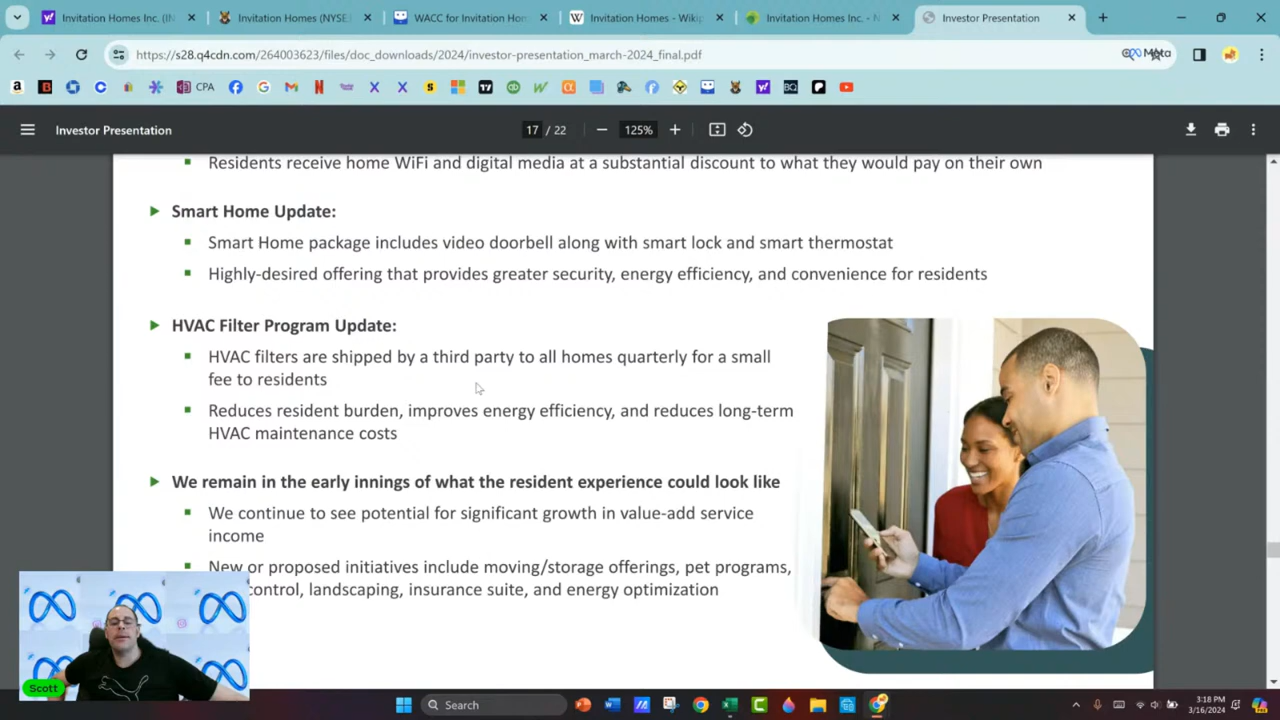 Invitation Homes Inc. (IN
Invitation Homes (NYSE:
WACC for Invitation Hom
Invitation Homes - Wikip
Invitation Homes Inc. - N
Investor Presentation
https://s28.q4cdn.com/264003623/files/doc_downloads/2024/investor-presentation_march-2024_final.pdf
Meta
CPA
Investor Presentation
17 / 22
125%
Residents receive home WiFi and digital media at a substantial discount to what they would pay on their own
Smart Home Update:
Smart Home package includes video doorbell along with smart lock and smart thermostat
Highly-desired offering that provides greater security, energy efficiency, and convenience for residents
HVAC Filter Program Update:
HVAC filters are shipped by a third party to all homes quarterly for a small
fee to residents
Reduces resident burden, improves energy efficiency, and reduces long-term
HVAC maintenance costs
We remain in the early innings of what the resident experience could look like
We continue to see potential for significant growth in value-add service
income
New or proposed initiatives include moving/storage offerings, pet programs,
control, landscaping, insurance suite, and energy optimization
Scott
Search
3:18 PM
3/16/2024